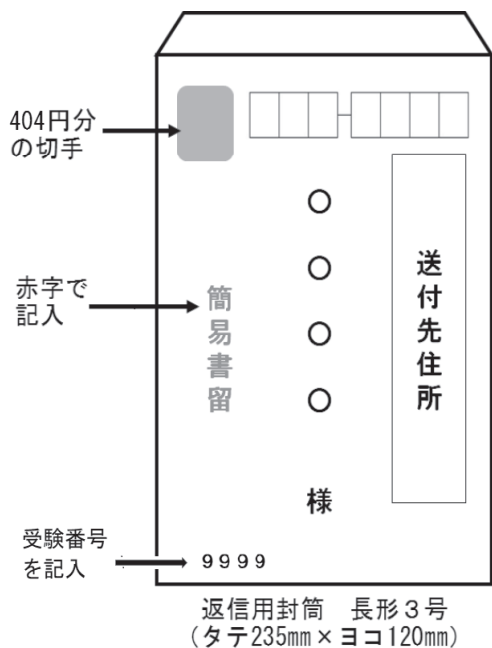 404円分
の切手
送付先住所
○○○○ 様
赤字で
記入
簡易書留
受験番号
を記入
9999
返信用封筒 長形3号
(タテ235mm×ヨコ120mm)